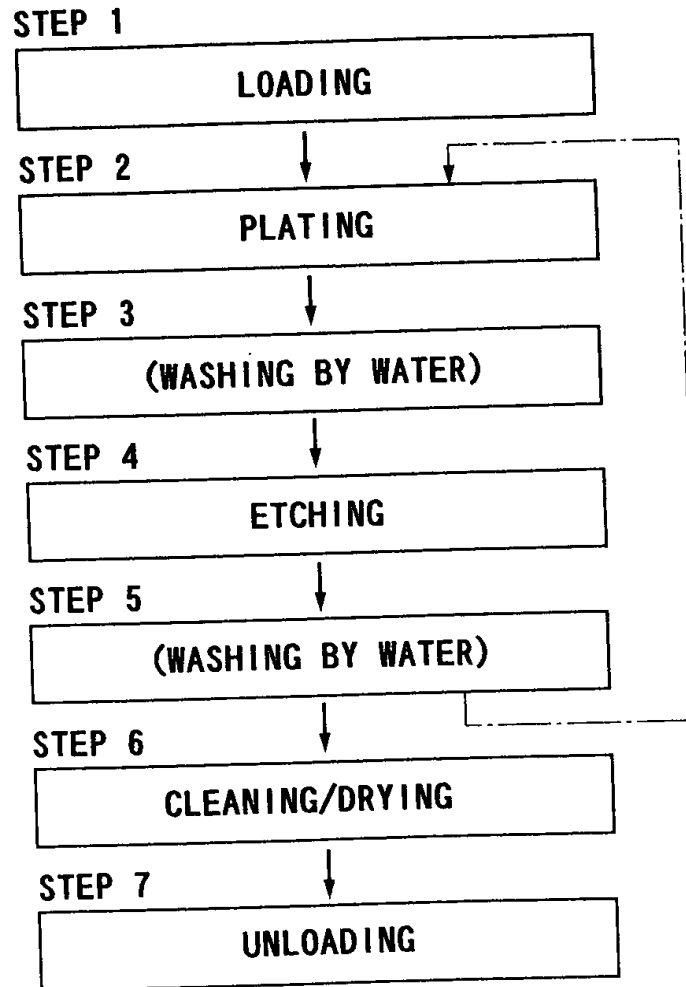 STEP 1
LOADING
STEP 2
PLATING
STEP 3
(WASHING BY WATER)
STEP 4
ETCHING
STEP 5
(WASHING BY WATER)
STEP 6
CLEANING/DRYING
STEP 7
UNLOADING